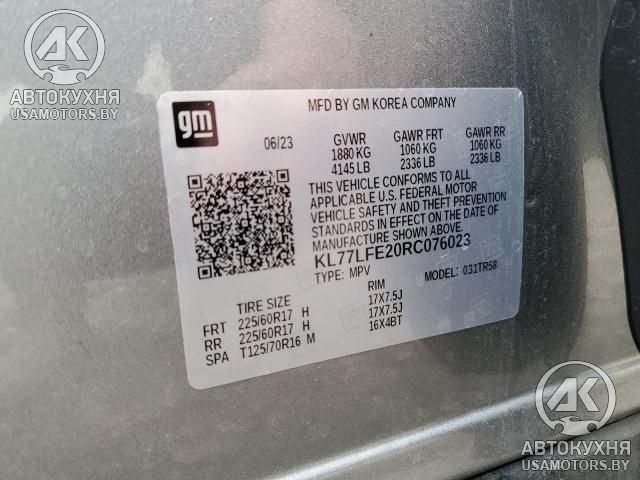 АВТОКУХНЯ
USAMOTORS.BY
gm
MFD BY GM KOREA COMPANY
06/23 GVWR GAWR FRT GAWR RR
1880 KG 1060 KG 1060 KG
4145 LB 2336 LB 2336 LB
THIS VEHICLE CONFORMS TO ALL
APPLICABLE U.S. FEDERAL MOTOR
VEHICLE SAFETY AND THEFT PREVENTION
STANDARDS IN EFFECT ON THE DATE OF
MANUFACTURE SHOWN ABOVE.
KL77LFE20RC076023
TYPE: MPV MODEL: 031TR58
TIRE SIZE RIM
FRT 225/60R17 H 17X7.5J
RR 225/60R17 H 17X7.5J
SPA T125/70R16 M 16X4BT
АВТОКУХНЯ
USAMOTORS.BY